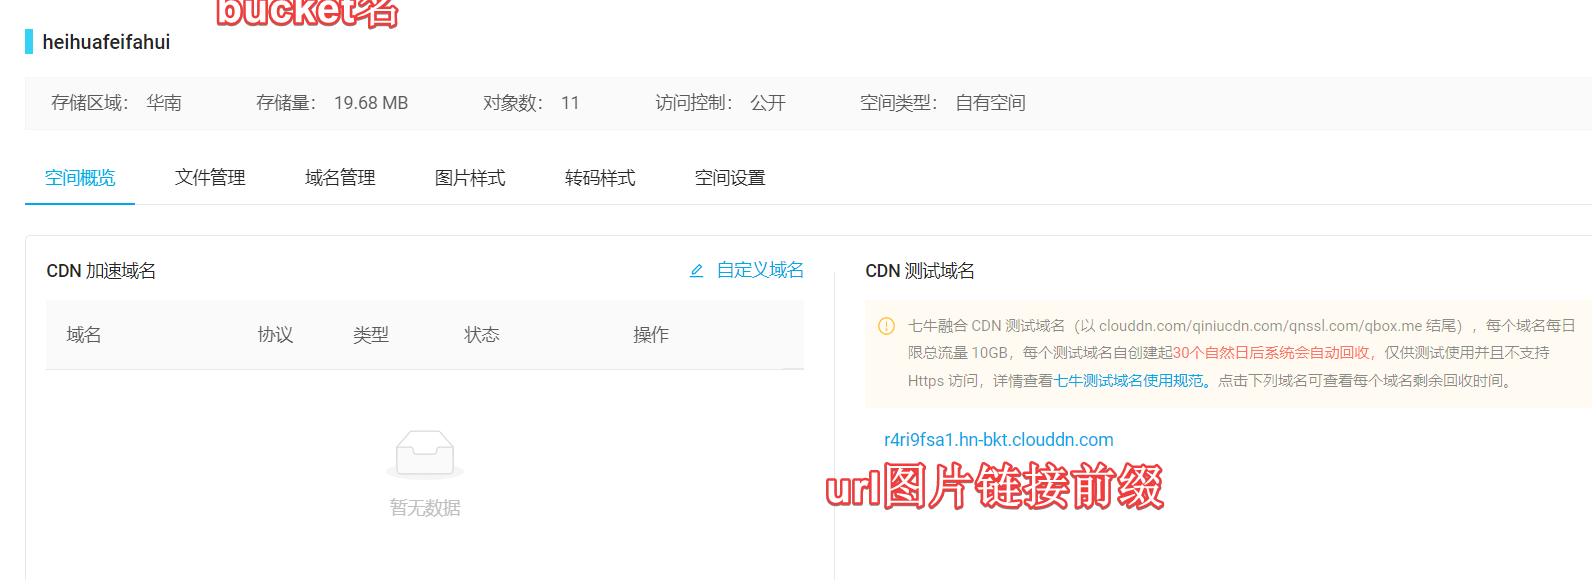 bucket名
heihuafeifahui
存储区域： 华南 存储量： 19.68 MB 对象数： 11 访问控制： 公开 空间类型： 自有空间
空间概览 文件管理 域名管理 图片样式 转码样式 空间设置
CDN 加速域名 自定义域名
域名 协议 类型 状态 操作
暂无数据
CDN 测试域名
七牛融合 CDN 测试域名（以 clouddn.com/qiniucdn.com/qnssl.com/qbox.me 结尾），每个域名每日
限总流量 10GB，每个测试域名自创建起30个自然日后系统会自动回收，仅供测试使用并且不支持
Https 访问，详情查看七牛测试域名使用规范。点击下列域名可查看每个域名剩余回收时间。
r4ri9fsa1.hn-bkt.clouddn.com
url图片链接前缀